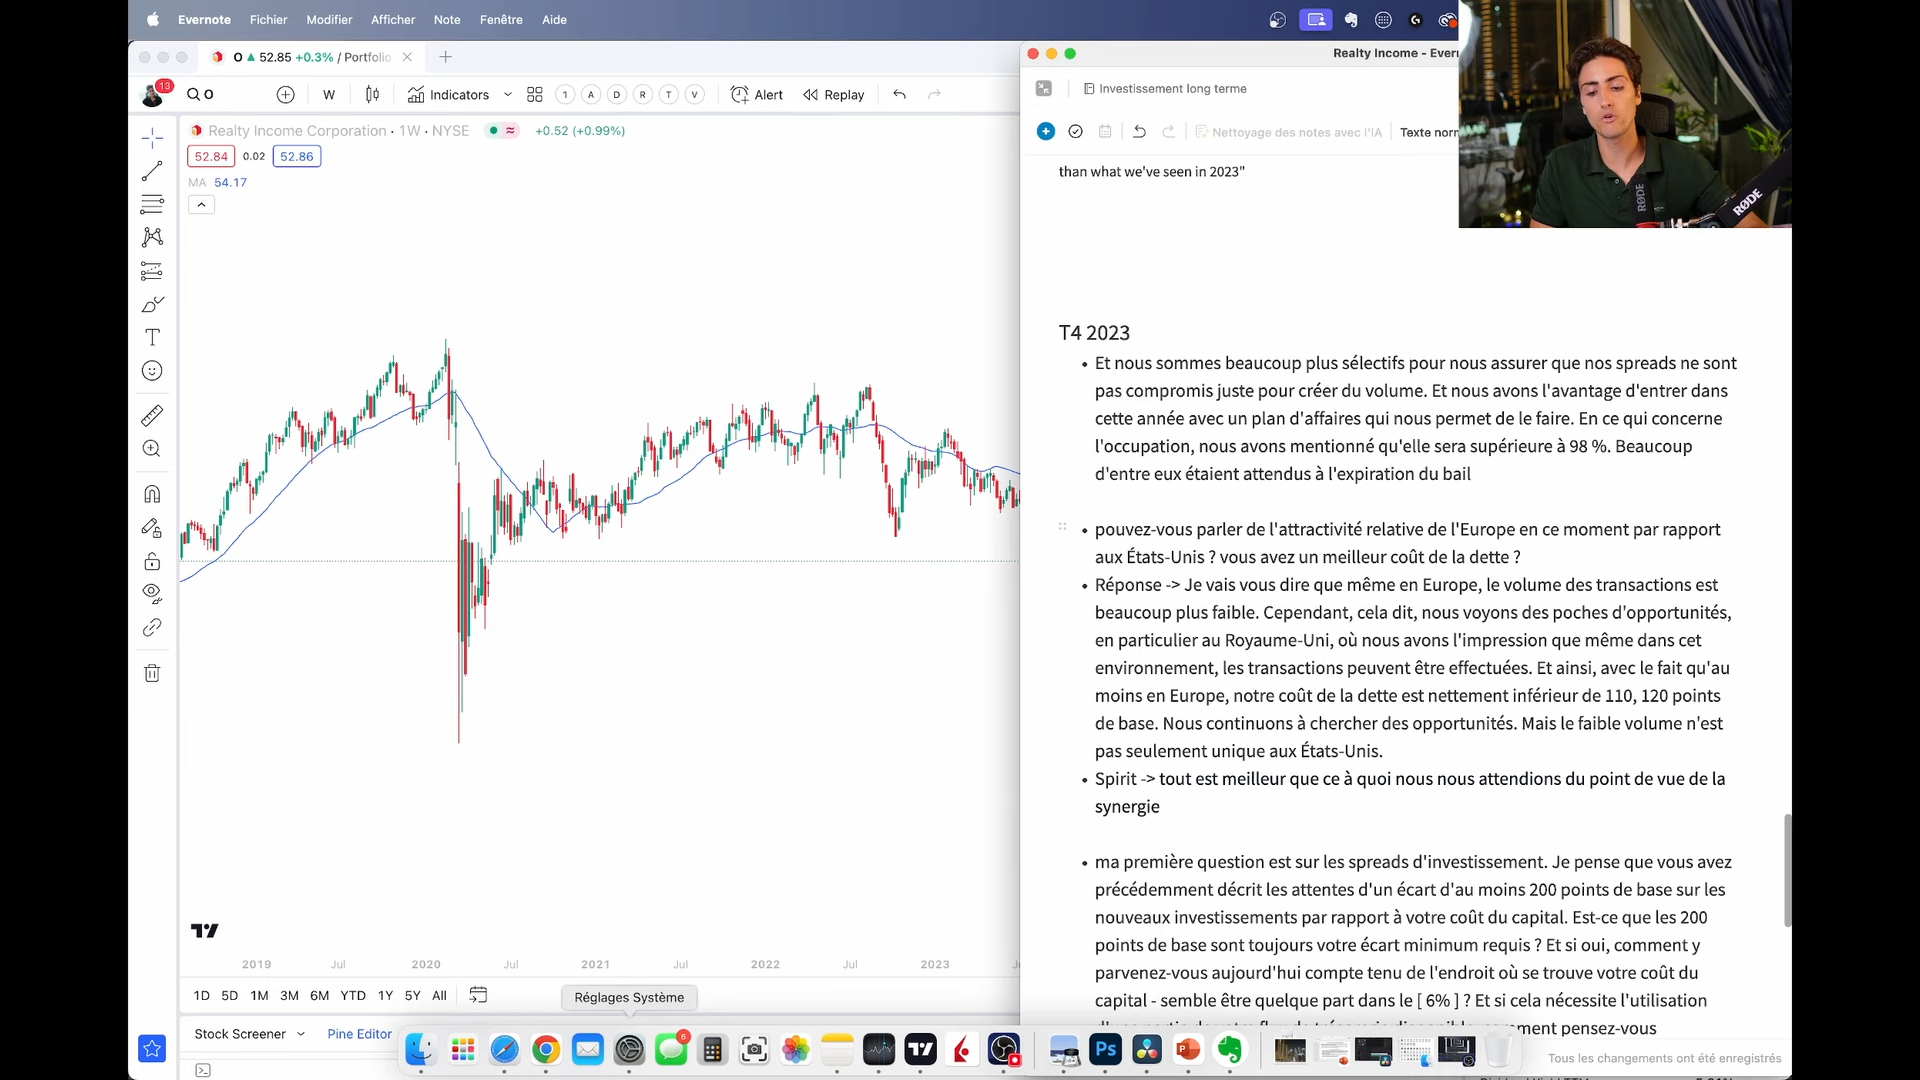 Evernote Fichier Modifier Afficher Note Fenêtre Aide
O ▲ 52.85 +0.3% / Portfolio
Realty Income - Evern
13
O W Indicators 1 A D R T V Alert Replay
Investissement long terme
Nettoyage des notes avec l'IA Texte norm
Realty Income Corporation · 1W · NYSE +0.52 (+0.99%)
52.84 0.02 52.86
MA 54.17
RØDE
RØDE
than what we've seen in 2023"
T4 2023
• Et nous sommes beaucoup plus sélectifs pour nous assurer que nos spreads ne sont
pas compromis juste pour créer du volume. Et nous avons l'avantage d'entrer dans
cette année avec un plan d'affaires qui nous permet de le faire. En ce qui concerne
l'occupation, nous avons mentionné qu'elle sera supérieure à 98 %. Beaucoup
d'entre eux étaient attendus à l'expiration du bail
• pouvez-vous parler de l'attractivité relative de l'Europe en ce moment par rapport
aux États-Unis ? vous avez un meilleur coût de la dette ?
• Réponse -> Je vais vous dire que même en Europe, le volume des transactions est
beaucoup plus faible. Cependant, cela dit, nous voyons des poches d'opportunités,
en particulier au Royaume-Uni, où nous avons l'impression que même dans cet
environnement, les transactions peuvent être effectuées. Et ainsi, avec le fait qu'au
moins en Europe, notre coût de la dette est nettement inférieur de 110, 120 points
de base. Nous continuons à chercher des opportunités. Mais le faible volume n'est
pas seulement unique aux États-Unis.
• Spirit -> tout est meilleur que ce à quoi nous nous attendions du point de vue de la
synergie
• ma première question est sur les spreads d'investissement. Je pense que vous avez
précédemment décrit les attentes d'un écart d'au moins 200 points de base sur les
nouveaux investissements par rapport à votre coût du capital. Est-ce que les 200
points de base sont toujours votre écart minimum requis ? Et si oui, comment y
parvenez-vous aujourd'hui compte tenu de l'endroit où se trouve votre coût du
capital - semble être quelque part dans le [ 6% ] ? Et si cela nécessite l'utilisation
pensez-vous
2019 Jul 2020 Jul 2021 Jul 2022 Jul 2023
1D 5D 1M 3M 6M YTD 1Y 5Y All
Réglages Système
Stock Screener Pine Editor
6
Ps
Tous les changements ont été enregistrés